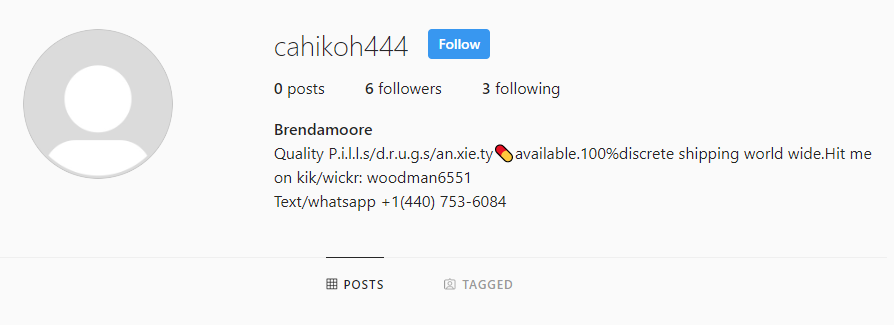 cahikoh444 Follow
0 posts 6 followers 3 following
Brendamoore
Quality P.i.l.l.s/d.r.u.g.s/an.xie.ty💊available.100%discrete shipping world wide.Hit me
on kik/wickr: woodman6551
Text/whatsapp +1(440) 753-6084
POSTS TAGGED